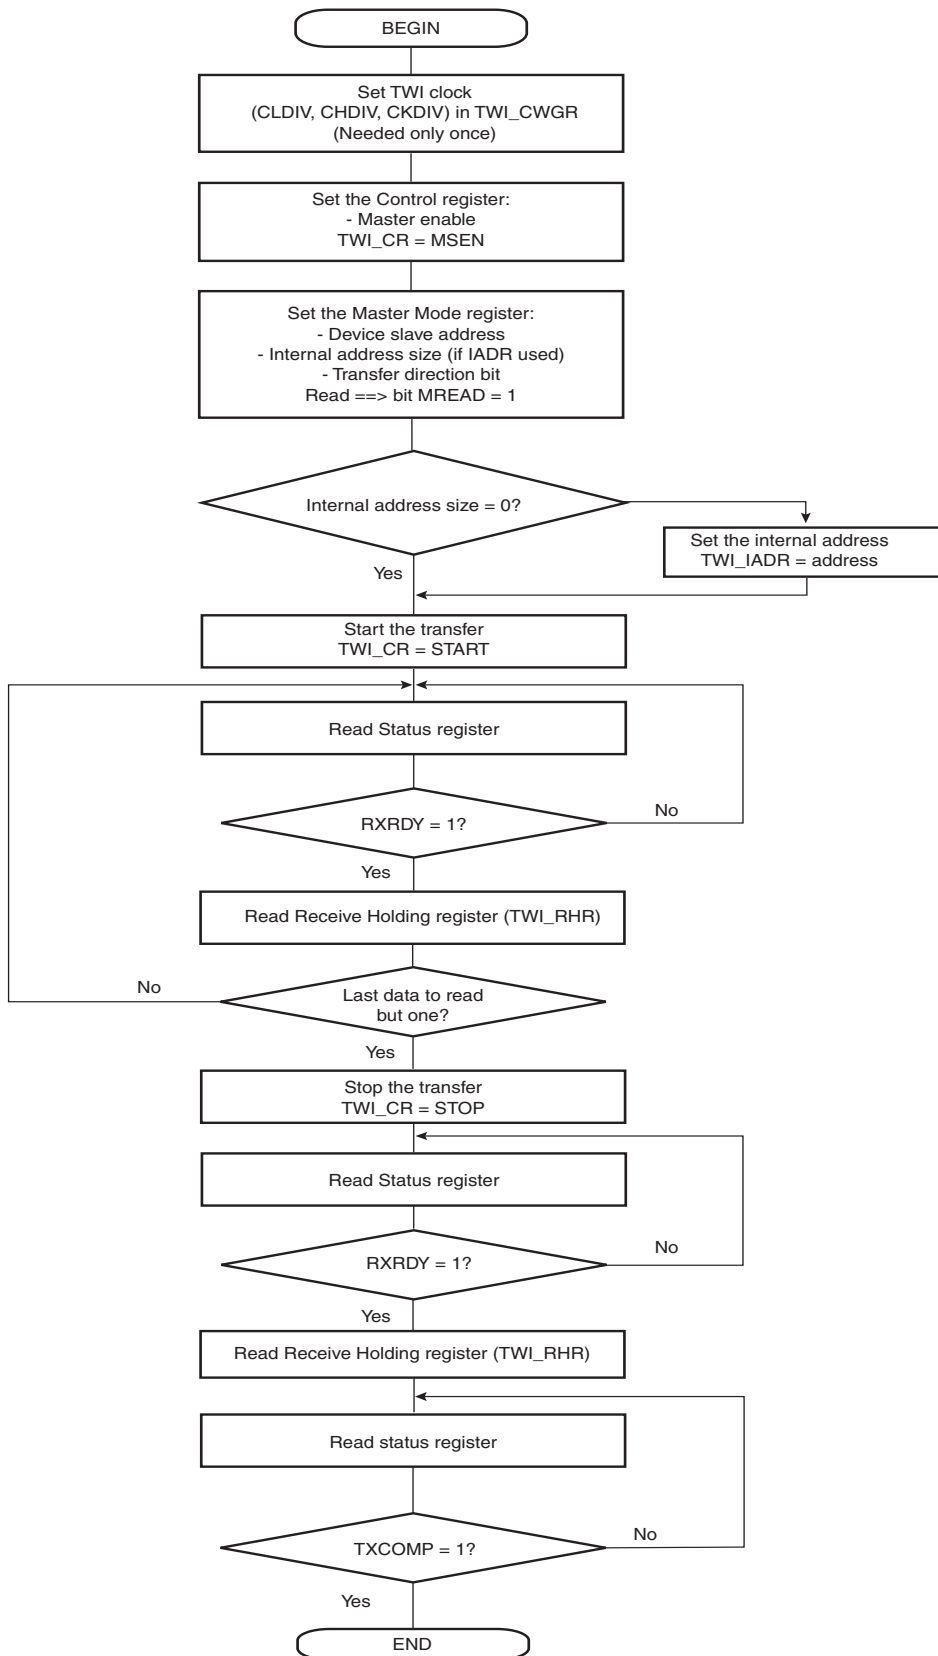 BEGIN
Set TWI clock
(CLDIV, CHDIV, CKDIV) in TWI_CWGR
(Needed only once)
Set the Control register:
- Master enable
TWI_CR = MSEN
Set the Master Mode register:
- Device slave address
- Internal address size (if IADR used)
- Transfer direction bit
Read ==> bit MREAD = 1
Internal address size = 0?
Set the internal address
TWI_IADR = address
Yes
Start the transfer
TWI_CR = START
Read Status register
RXRDY = 1?
No
Yes
Read Receive Holding register (TWI_RHR)
Last data to read
but one?
No
Yes
Stop the transfer
TWI_CR = STOP
Read Status register
RXRDY = 1?
No
Yes
Read Receive Holding register (TWI_RHR)
Read status register
TXCOMP = 1?
No
Yes
END